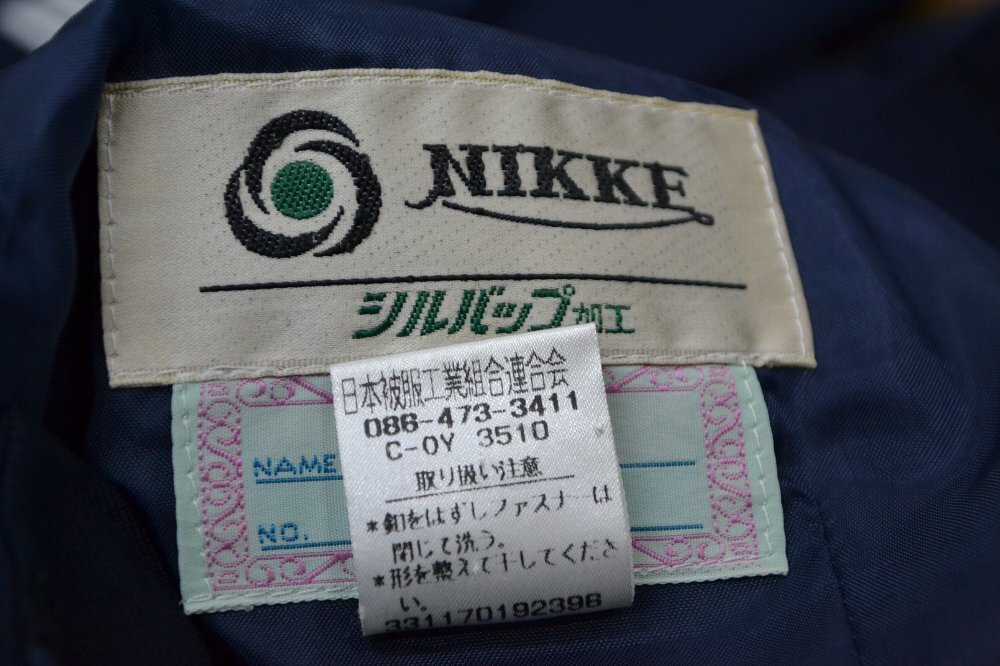 NIKKE
シルバップ加工
日本被服工業組合連合会
086-473-3411
C-OY 3510
取り扱い注意
*釦をはずしファスナーは
閉じて洗う。
*形を整えて干してくださ
い。
331170192396
NAME
NO.